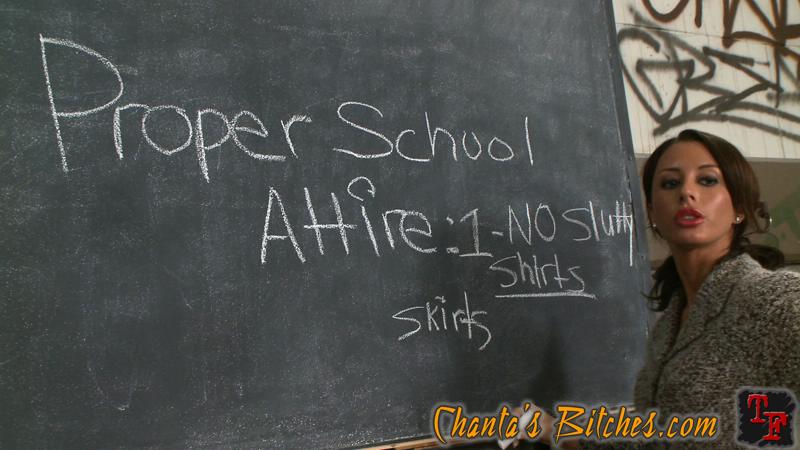 Proper School
Attire: 1-NO Slutty
Shirts
Skirts
Chanta's Bitches.com
TF